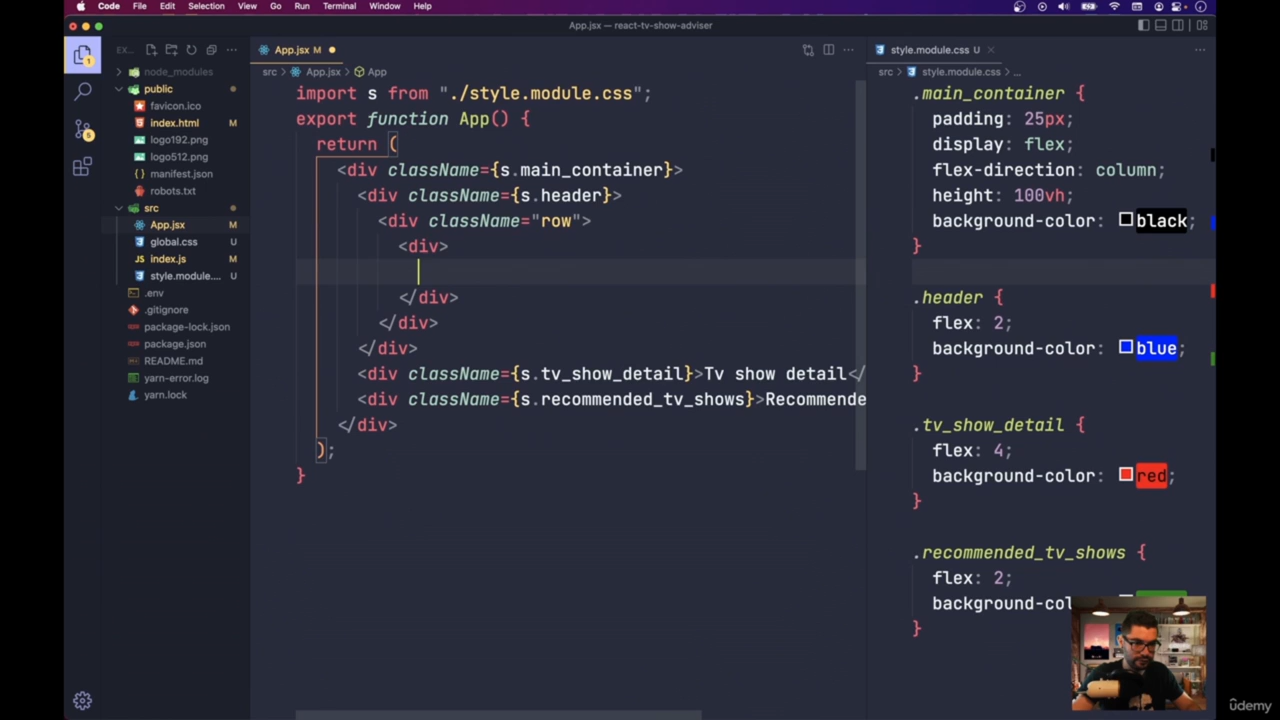 Code File Edit Selection View Go Run Terminal Window Help
App.jsx — react-tv-show-adviser
EX...
App.jsx M
style.module.css U
node_modules
src App.jsx App
src style.module.css ...
public
favicon.ico
index.html M
logo192.png
logo512.png
manifest.json
robots.txt
src
App.jsx M
global.css U
index.js M
style.module.... U
.env
.gitignore
package-lock.json
package.json
README.md
yarn-error.log
yarn.lock
1
5
import s from "./style.module.css";
export function App() {
return (
<div className={s.main_container}>
<div className={s.header}>
<div className="row">
<div>
</div>
</div>
</div>
<div className={s.tv_show_detail}>Tv show detail</
<div className={s.recommended_tv_shows}>Recommende
</div>
);
}
.main_container {
padding: 25px;
display: flex;
flex-direction: column;
height: 100vh;
background-color: black;
}
.header {
flex: 2;
background-color: blue;
}
.tv_show_detail {
flex: 4;
background-color: red;
}
.recommended_tv_shows {
flex: 2;
background-col
}
udemy